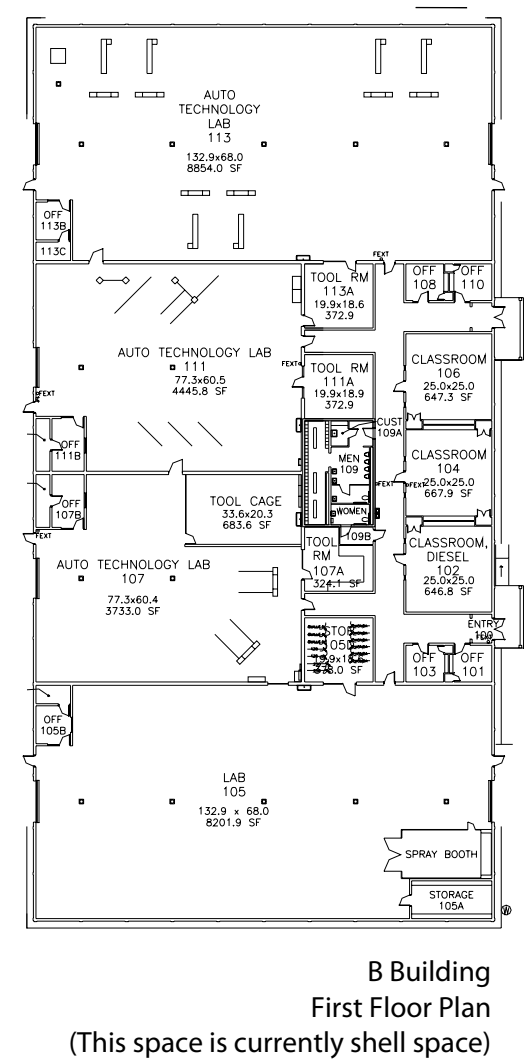 AUTO
TECHNOLOGY
LAB
113
132.9x68.0
8854.0 SF
OFF
113B
113C
FEXT
TOOL RM
113A
19.9x18.6
372.9
OFF
108
OFF
110
AUTO TECHNOLOGY LAB
111
77.3x60.5
4445.8 SF
FEXT
FEXT
TOOL RM
111A
19.9x18.9
372.9
CLASSROOM
106
25.0x25.0
647.3 SF
OFF
111B
CUST
109A
MEN
109
WOMEN
109B
CLASSROOM
104
25.0x25.0
667.9 SF
FEXT
FEXT
OFF
107B
FEXT
TOOL CAGE
33.6x20.3
683.6 SF
AUTO TECHNOLOGY LAB
107
77.3x60.4
3733.0 SF
TOOL
RM
107A
324.1 SF
CLASSROOM,
DIESEL
102
25.0x25.0
646.8 SF
ENTRY
100
OFF
103
OFF
101
OFF
105B
LAB
105
132.9 x 68.0
8201.9 SF
SPRAY BOOTH
STORAGE
105A
W
B Building
First Floor Plan
(This space is currently shell space)